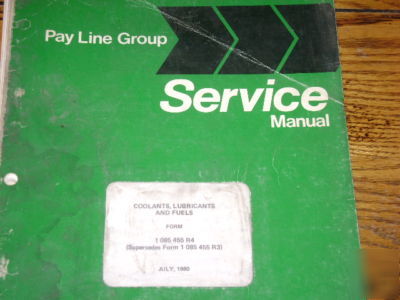 Pay Line Group
Service
Manual
COOLANTS, LUBRICANTS
AND FUELS
FORM
1 085 455 R4
(Supersedes Form 1 085 455 R3)
JULY, 1980